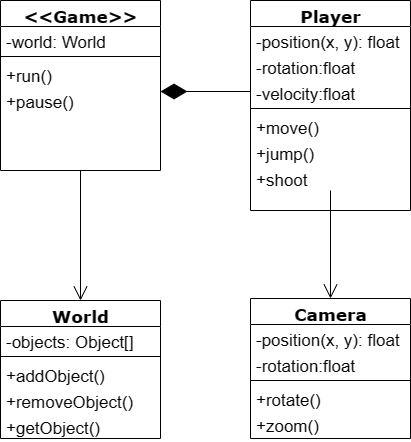 <<Game>>
-world: World
+run()
+pause()
Player
-position(x, y): float
-rotation:float
-velocity:float
+move()
+jump()
+shoot
World
-objects: Object[]
+addObject()
+removeObject()
+getObject()
Camera
-position(x, y): float
-rotation:float
+rotate()
+zoom()